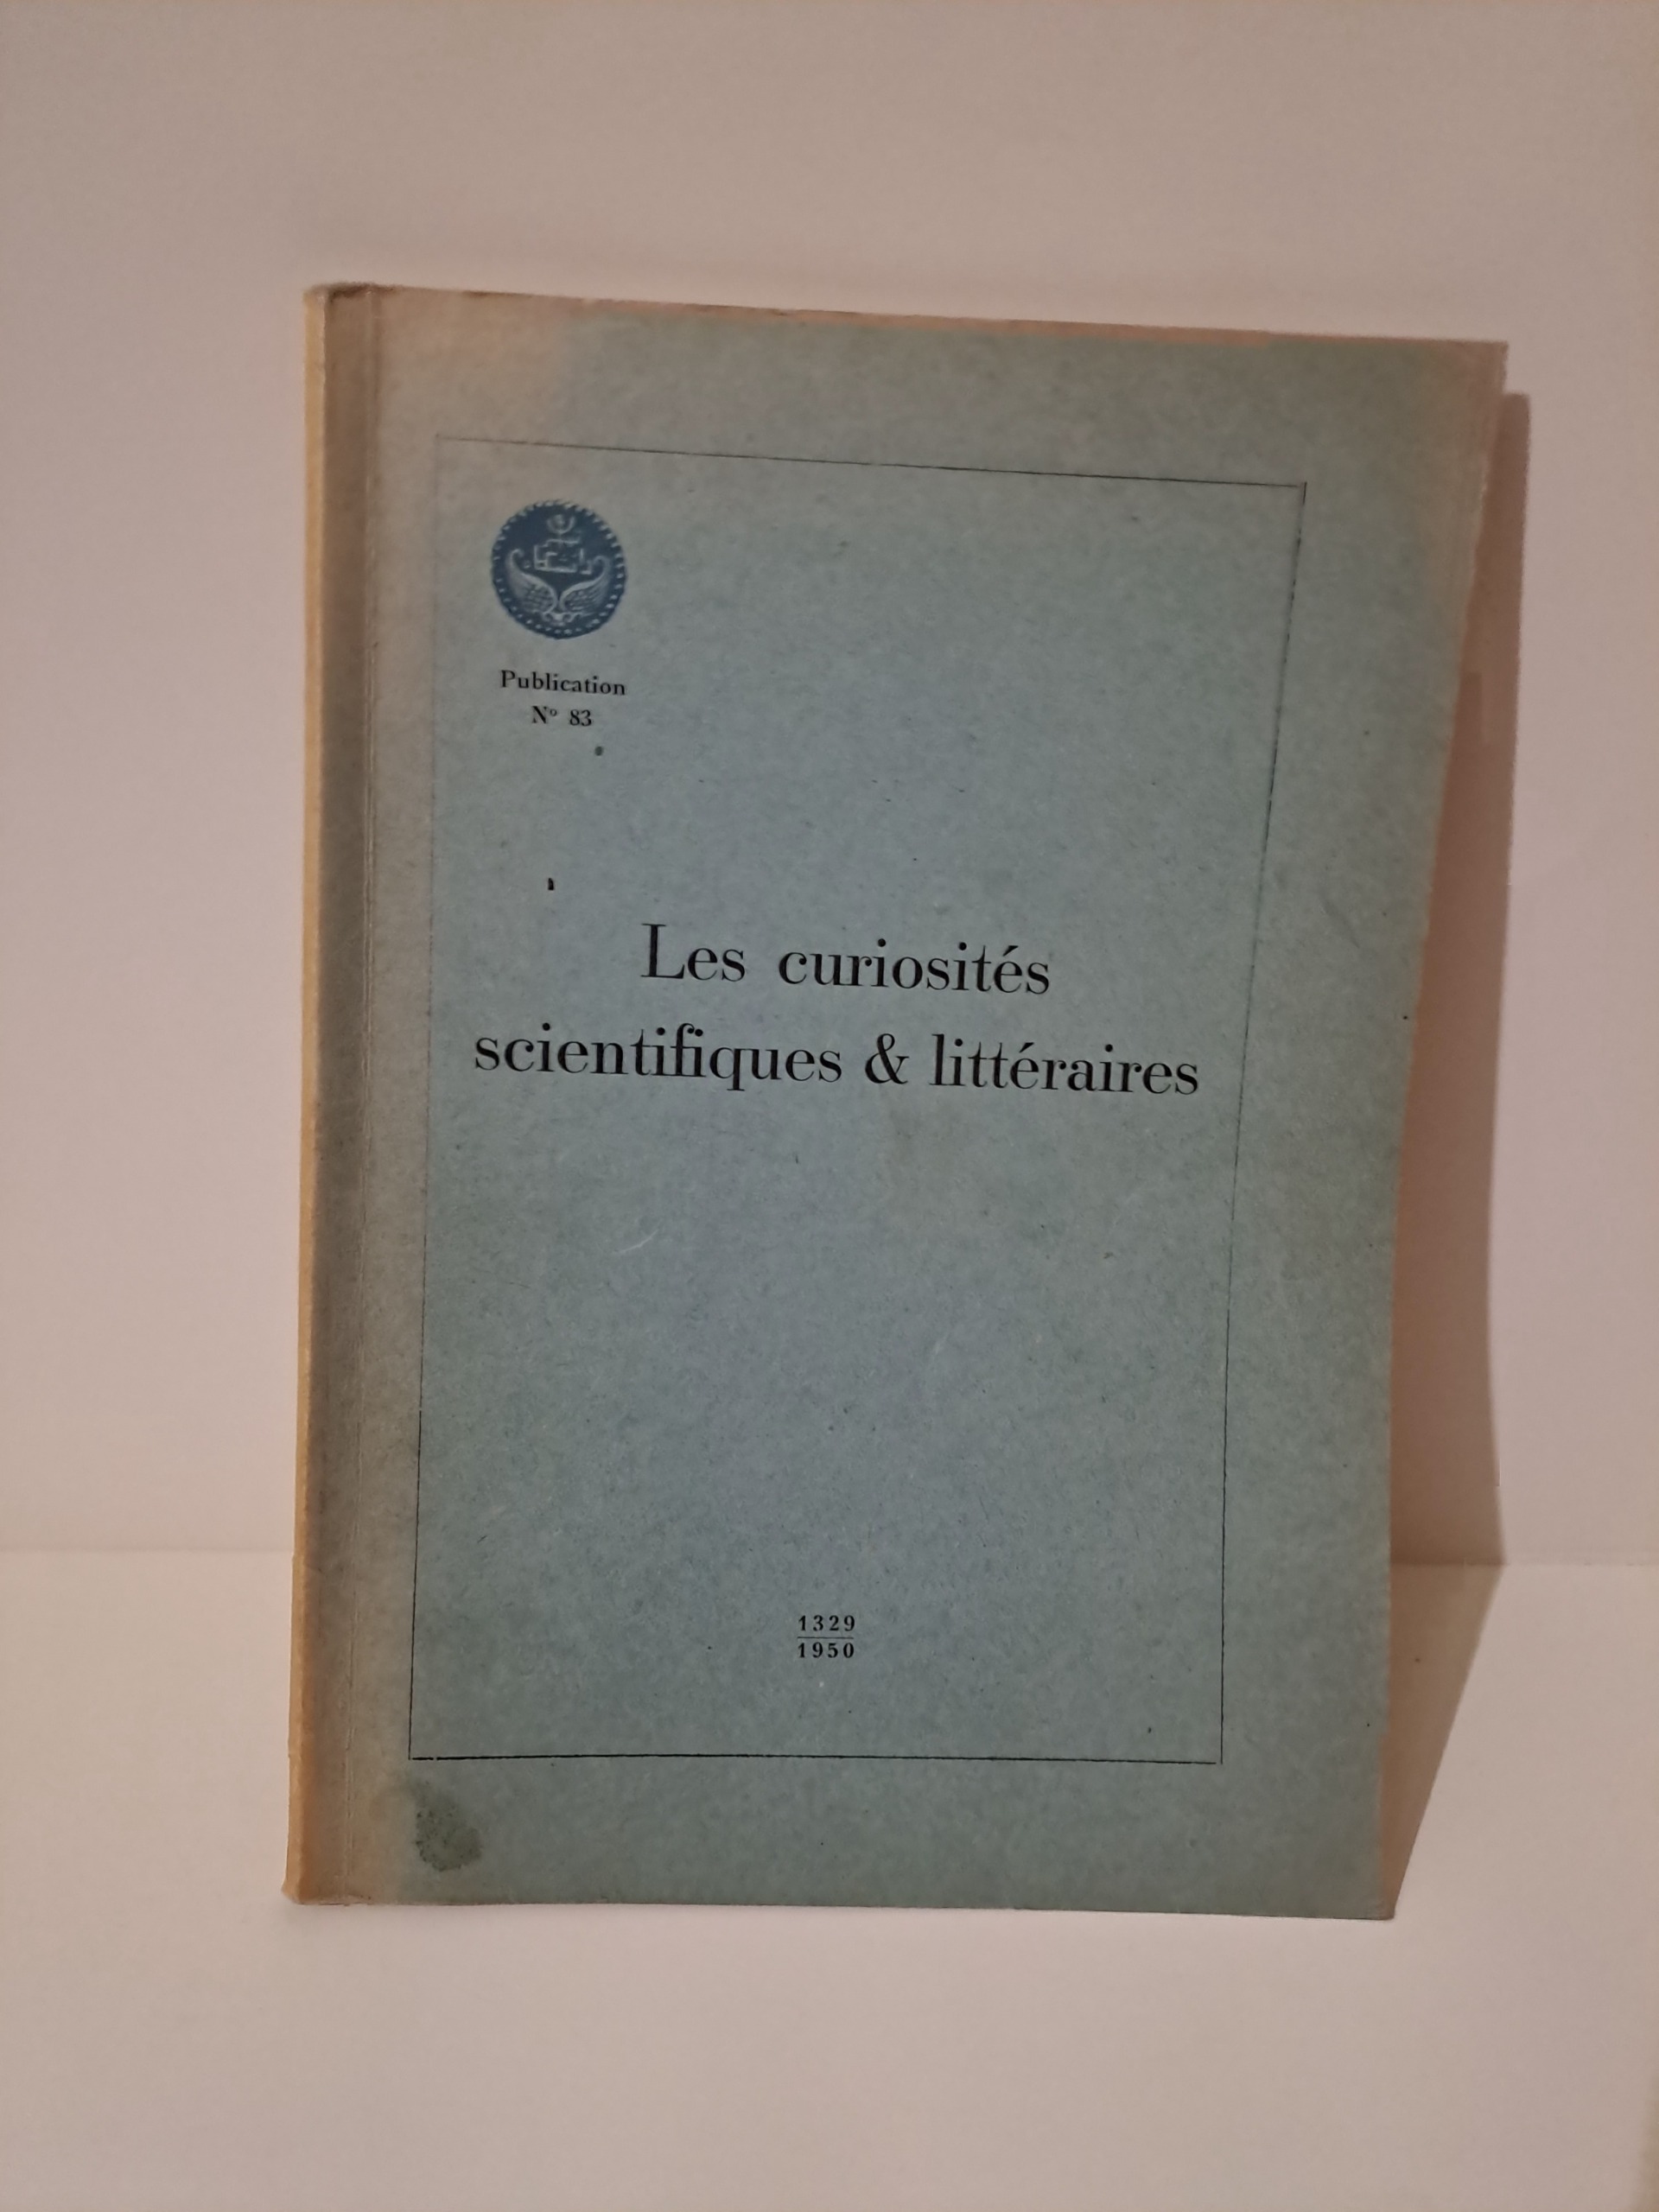 Publication
Nº 83
Les curiosités
scientifiques & littéraires
1329
1950